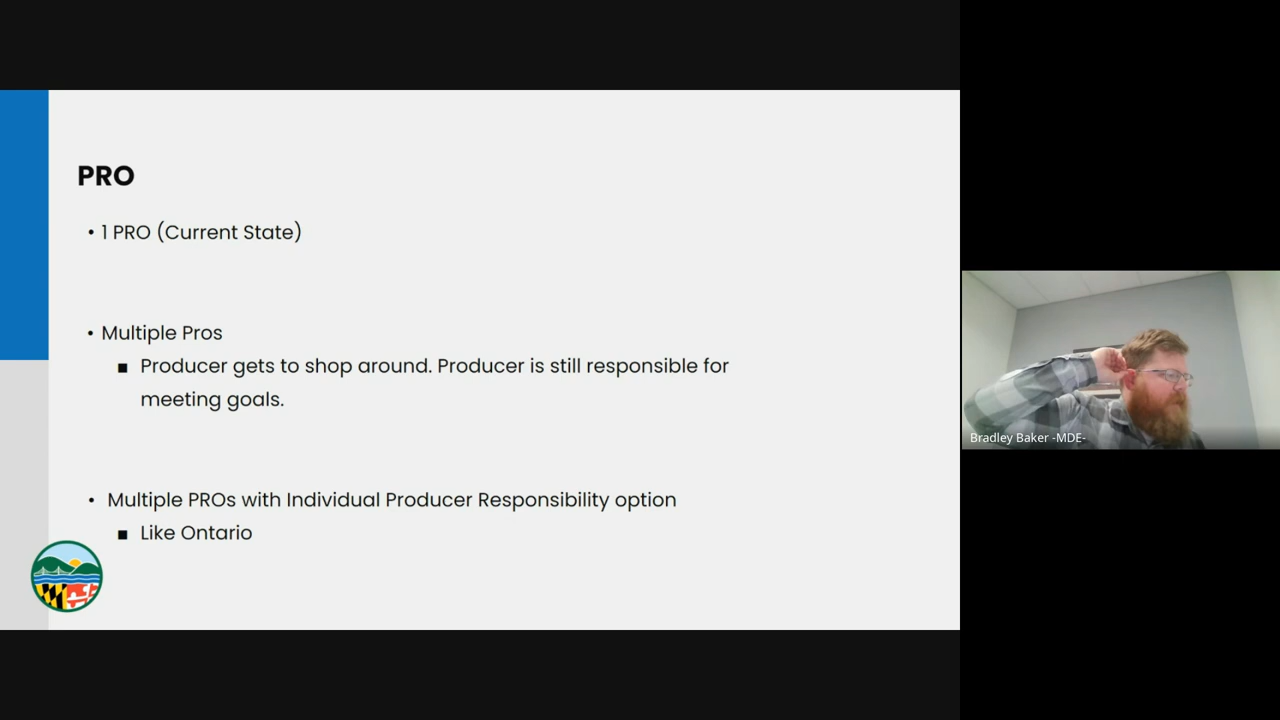 PRO
• 1 PRO (Current State)
• Multiple Pros
▪ Producer gets to shop around. Producer is still responsible for
meeting goals.
• Multiple PROs with Individual Producer Responsibility option
▪ Like Ontario
Bradley Baker -MDE-